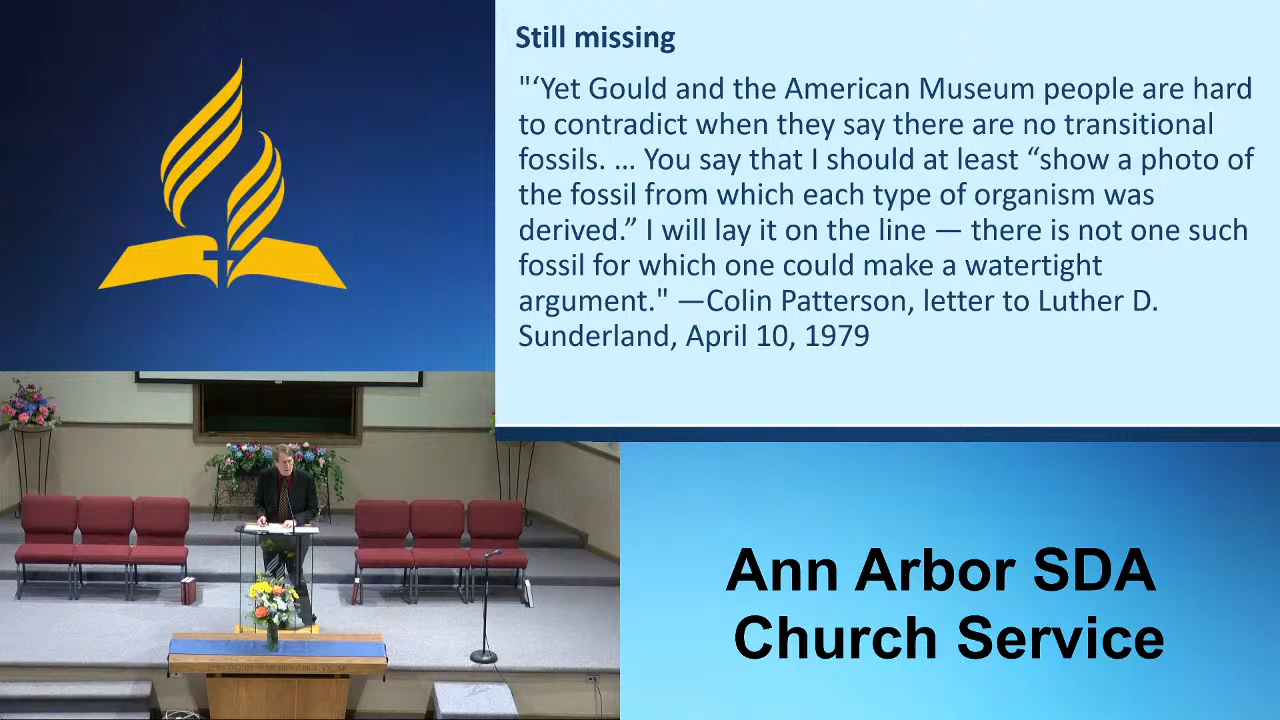 Still missing
"‘Yet Gould and the American Museum people are hard
to contradict when they say there are no transitional
fossils. ... You say that I should at least “show a photo of
the fossil from which each type of organism was
derived.” I will lay it on the line — there is not one such
fossil for which one could make a watertight
argument." —Colin Patterson, letter to Luther D.
Sunderland, April 10, 1979
Ann Arbor SDA
Church Service